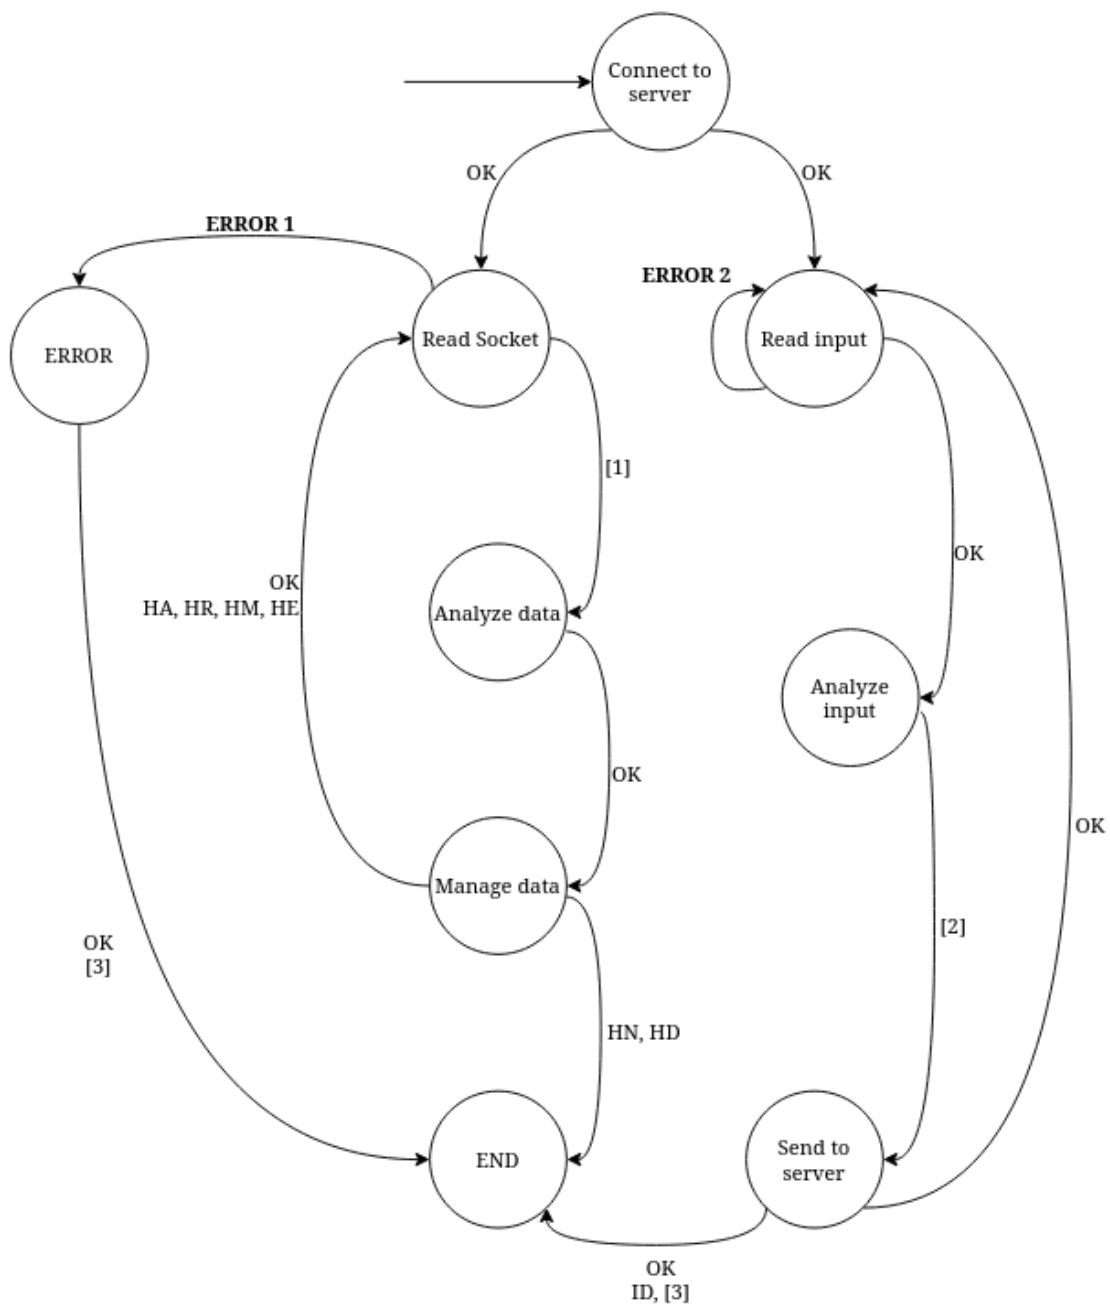 Connect to
server
OK
OK
ERROR 1
ERROR 2
ERROR
Read Socket
Read input
[1]
OK
OK
HA, HR, HM, HE
Analyze data
Analyze
input
OK
OK
Manage data
[2]
OK
[3]
HN, HD
END
Send to
server
OK
ID, [3]